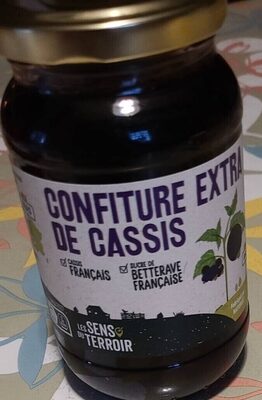 CONFITURE EXTRA
DE CASSIS
CASSIS
FRANÇAIS
SUCRE DE
BETTERAVE
FRANÇAISE
LES SENS
DU TERROIR